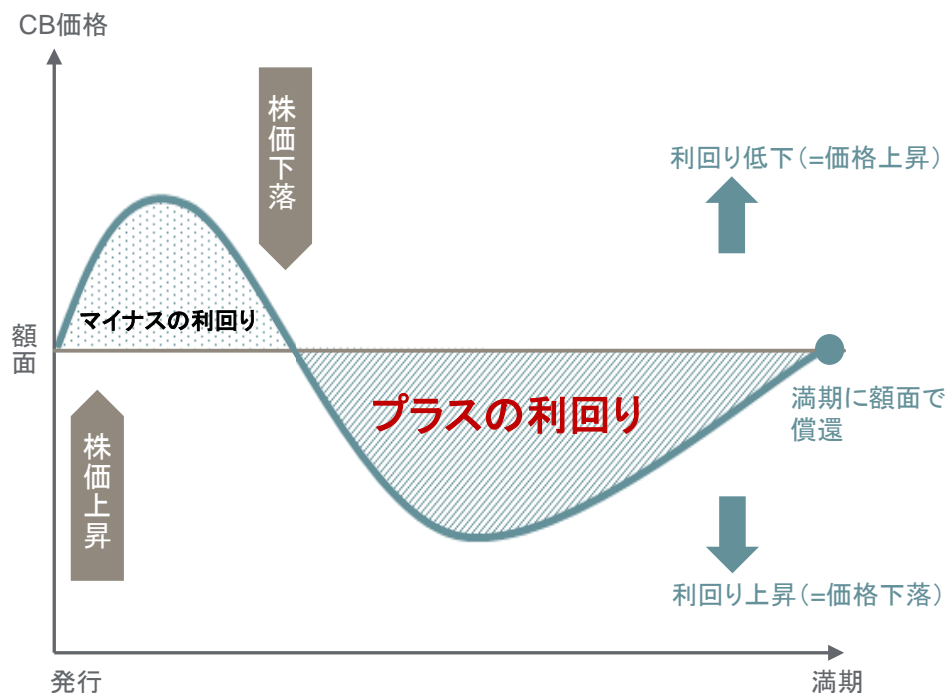 CB価格
株価下落
利回り低下(=価格上昇)
マイナスの利回り
額面
プラスの利回り
満期に額面で
償還
株価上昇
利回り上昇(=価格下落)
発行
満期